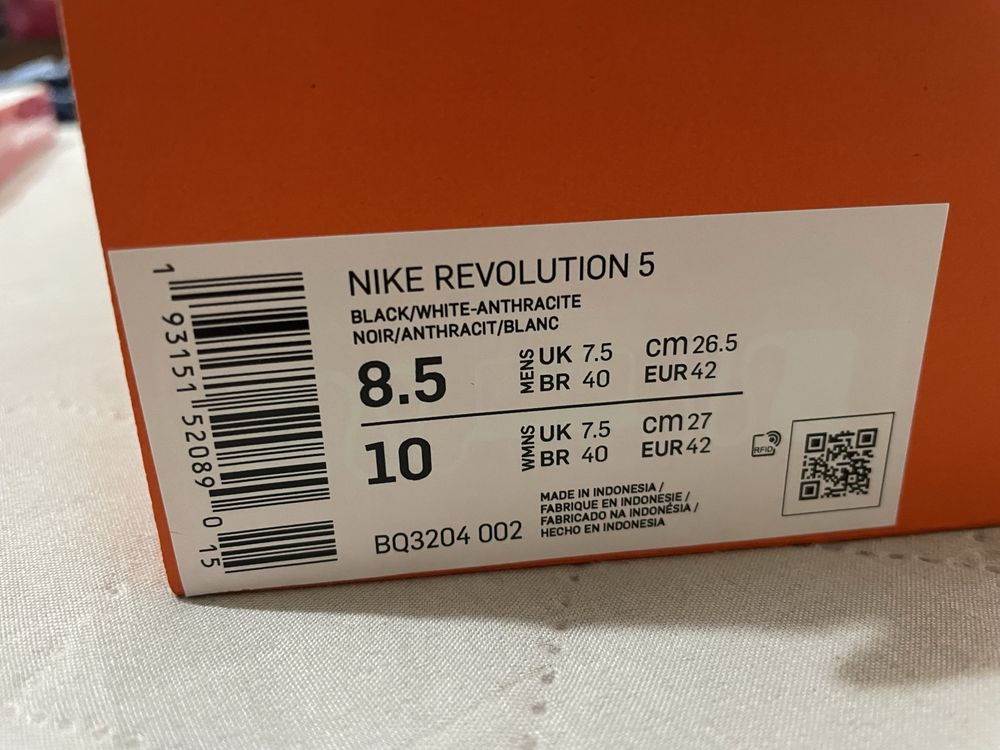 1 93151 52089 0 15
NIKE REVOLUTION 5
BLACK/WHITE-ANTHRACITE
NOIR/ANTHRACIT/BLANC
8.5 MENS UK 7.5 cm 26.5
BR 40 EUR 42
10 WMNS UK 7.5 cm 27
BR 40 EUR 42
RFID
BQ3204 002
MADE IN INDONESIA /
FABRIQUE EN INDONESIE /
FABRICADO NA INDONÉSIA /
HECHO EN INDONESIA